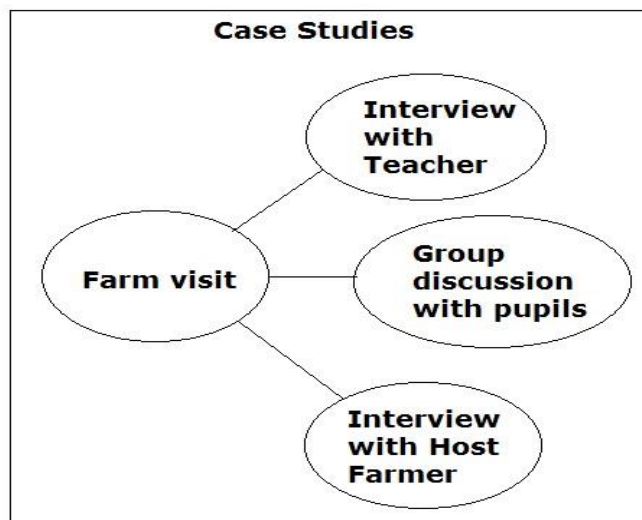 Case Studies
Interview
with
Teacher
Farm visit
Group
discussion
with pupils
Interview
with Host
Farmer